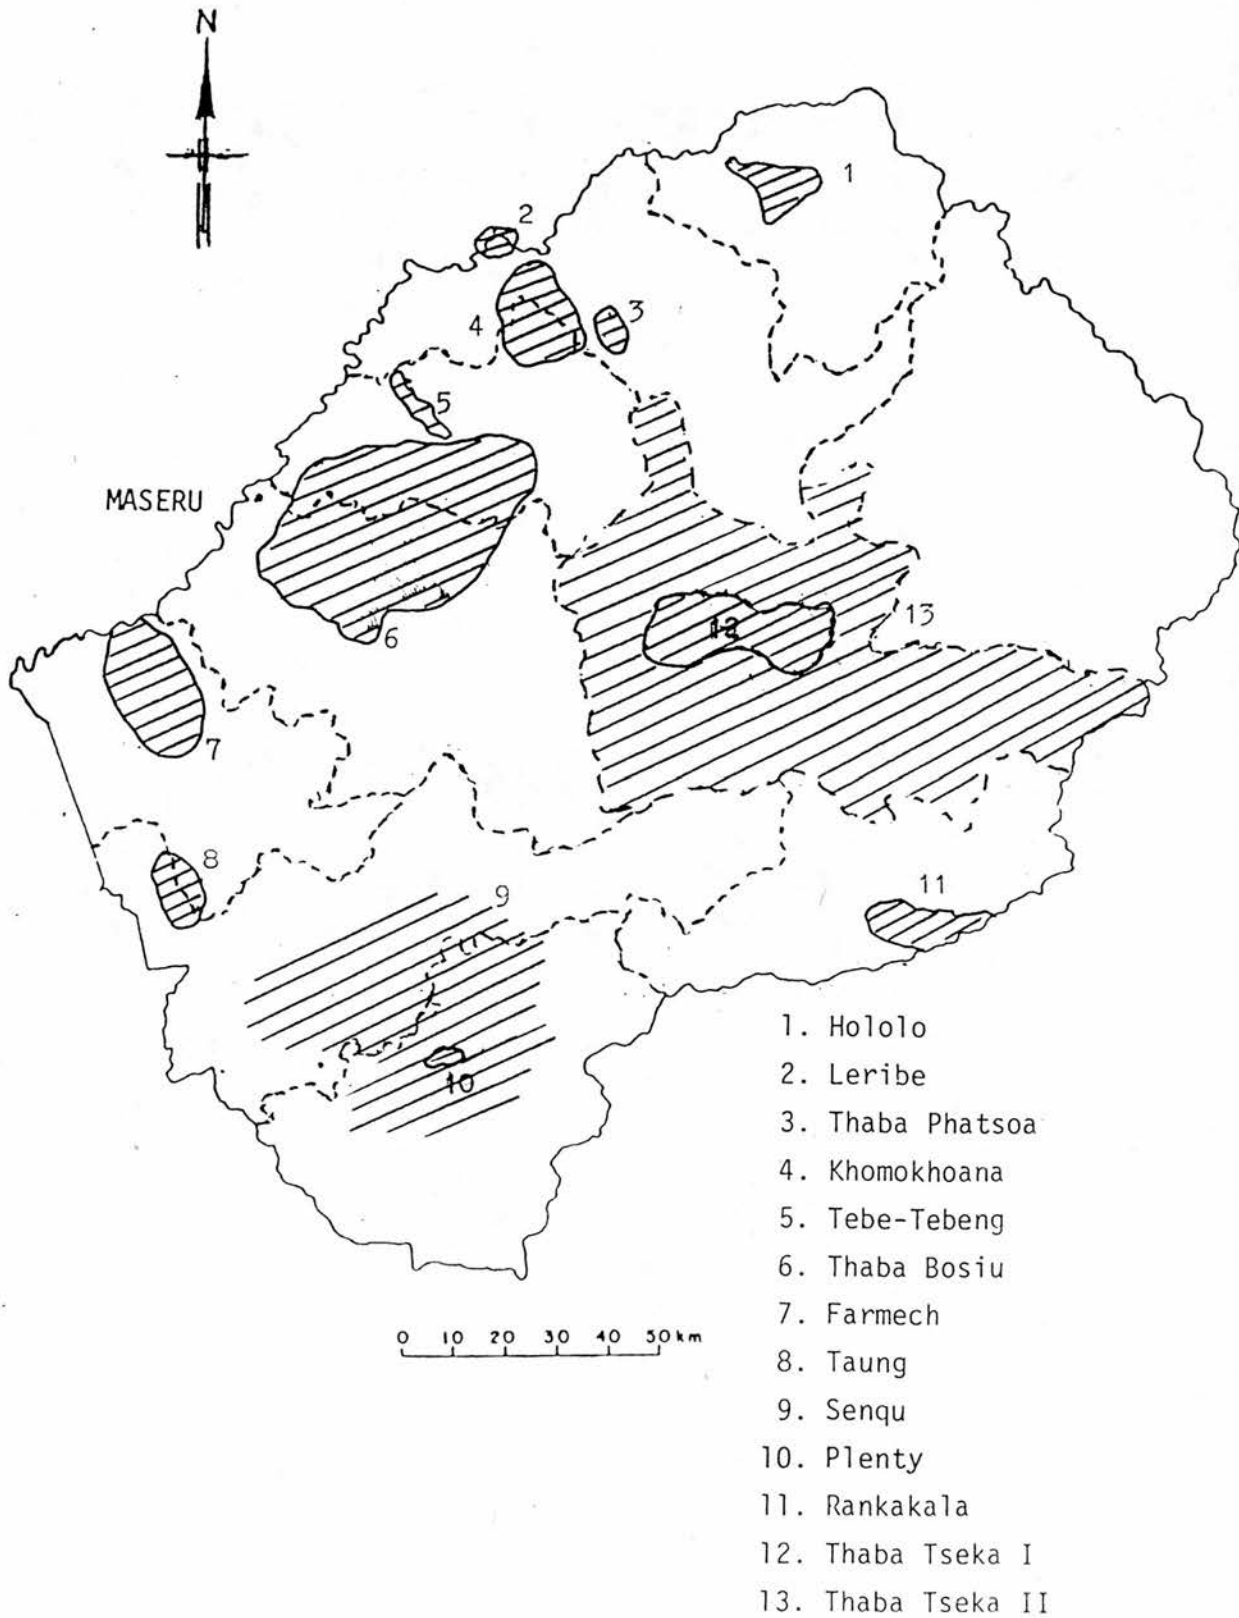 N
1
2
3
4
5
MASERU
13
12
6
7
8
9
11
10
0 10 20 30 40 50 km
1. Hololo
2. Leribe
3. Thaba Phatsoa
4. Khomokhoana
5. Tebe-Tebeng
6. Thaba Bosiu
7. Farmech
8. Taung
9. Senqu
10. Plenty
11. Rankakala
12. Thaba Tseka I
13. Thaba Tseka II